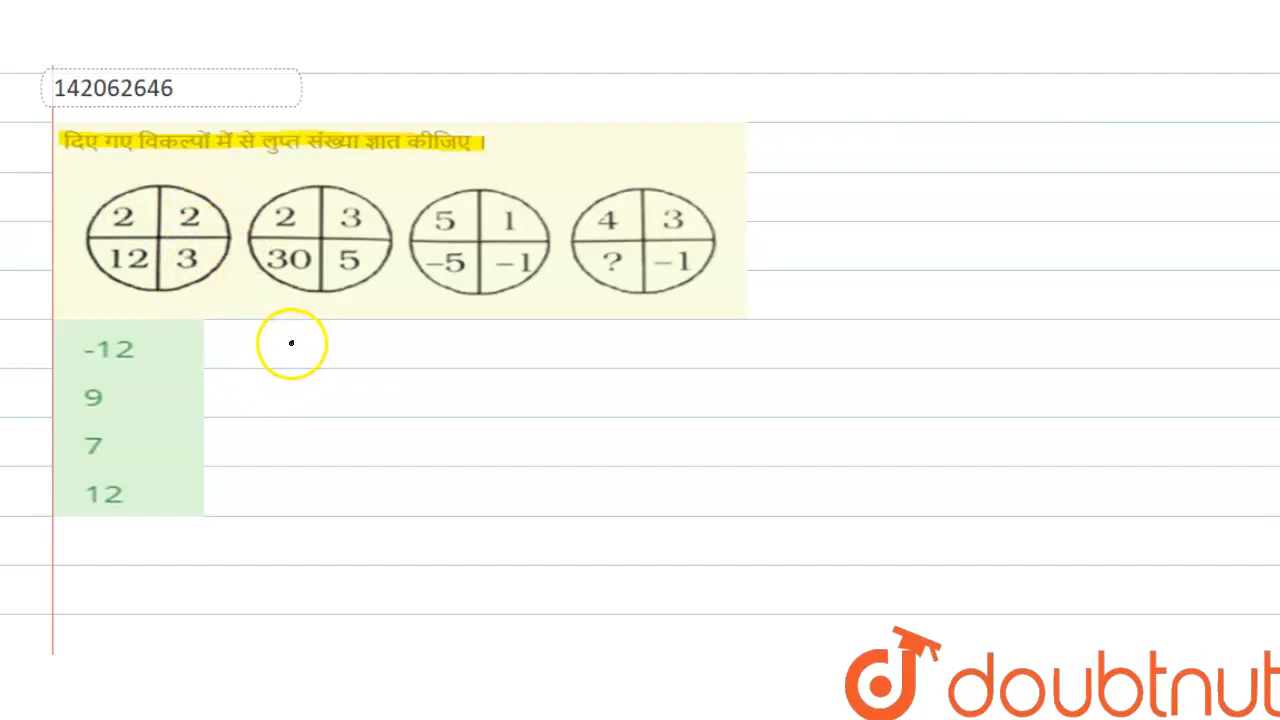 142062646
दिए गए विकल्पों में से लुप्त संख्या ज्ञात कीजिए ।
2 2 2 3 5 1 4 3
12 3 30 5 -5 -1 ? -1
-12
9
7
12
doubtnut